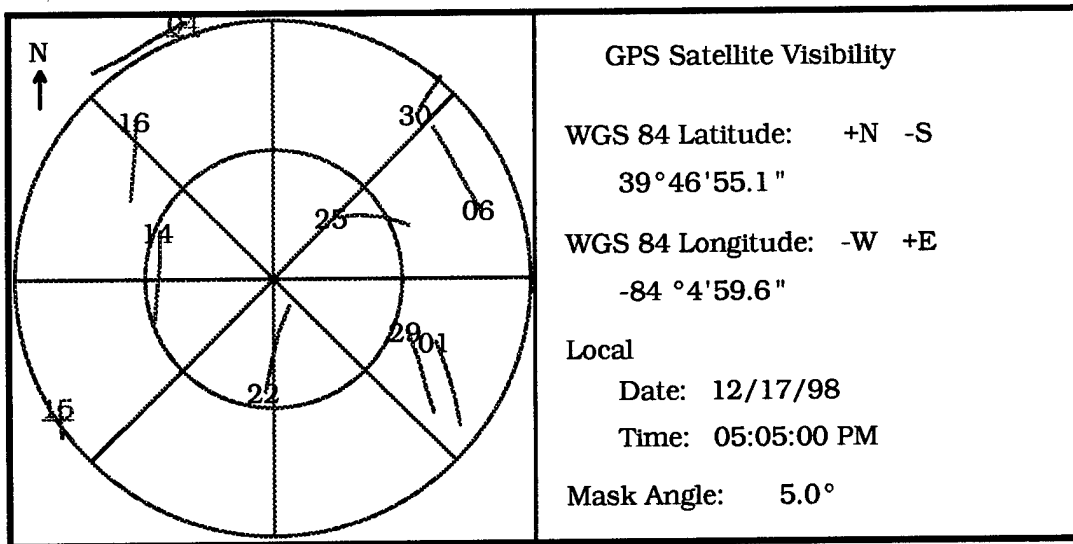 04
N
16
30
25
06
14
29
01
22
15
GPS Satellite Visibility
WGS 84 Latitude: +N -S
39°46'55.1"
WGS 84 Longitude: -W +E
-84 °4'59.6"
Local
Date: 12/17/98
Time: 05:05:00 PM
Mask Angle: 5.0°